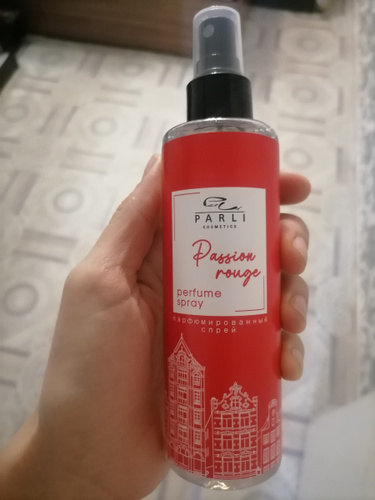 PARLI
COSMETICS
Passion
rouge
perfume
spray
парфюмированный
спрей